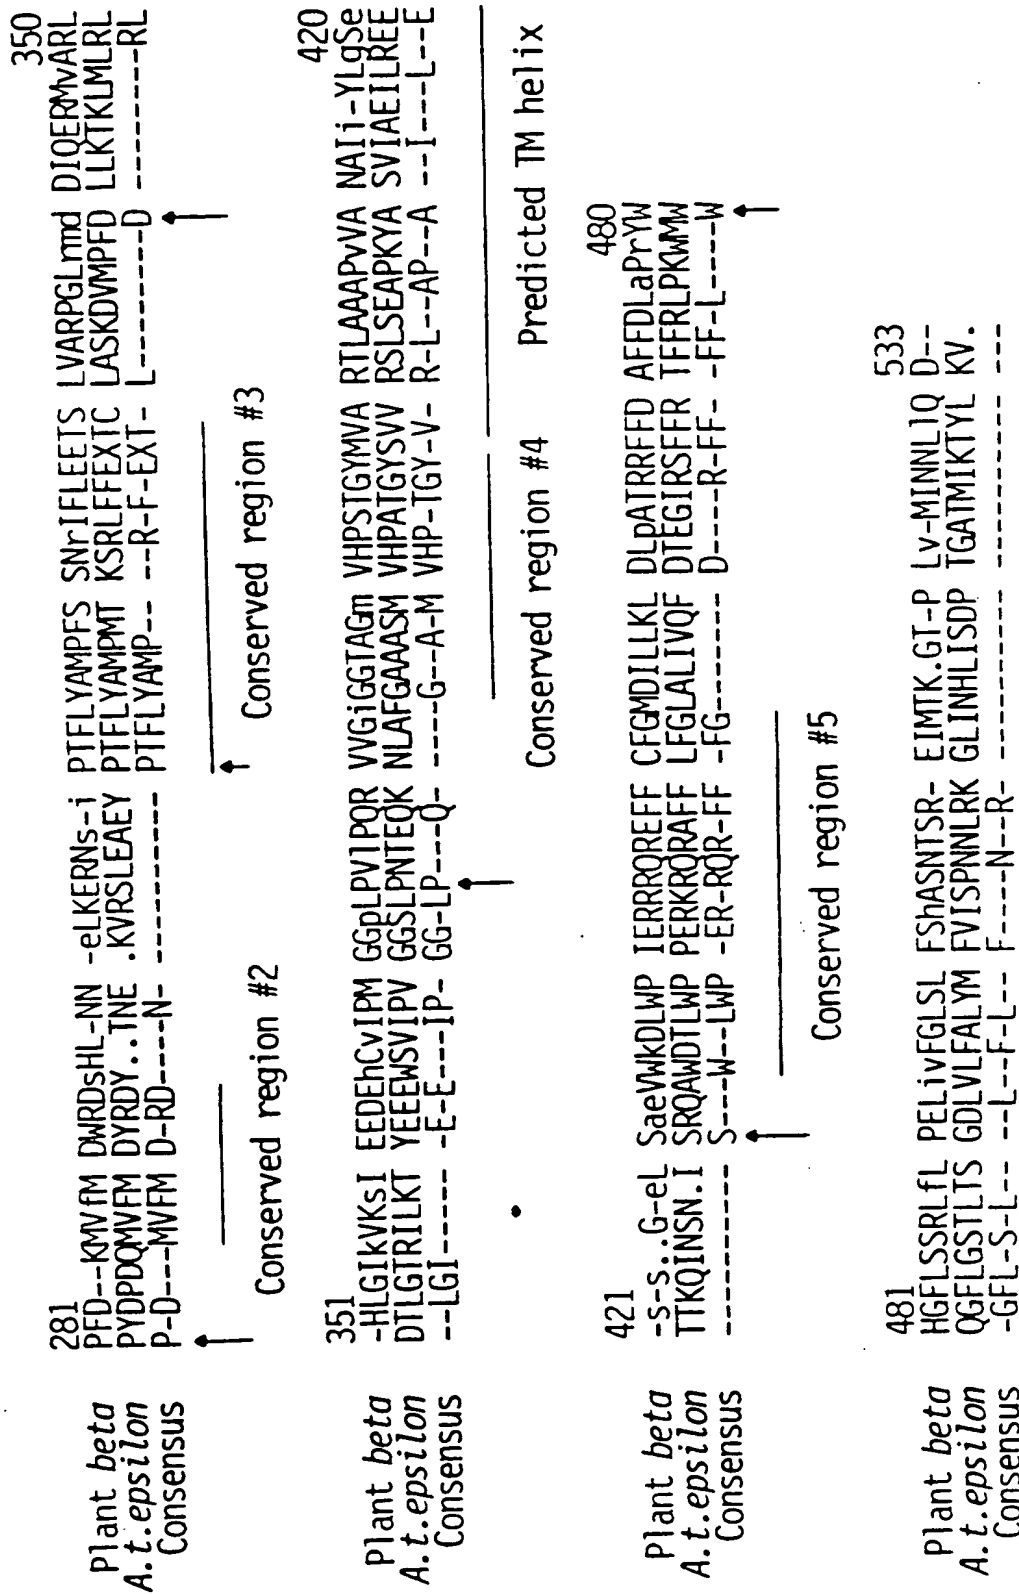 281 350
Plant beta PFD--KMVfM DWRDsHL-NN -eLKERNs-i PTFLYAMPFS SNrIFLEETS LVARPGLrmd DIQERMvARL
A.t.epsilon PYDPDQMVFM DYRDY..TNE .KVRSLEAEY PTFLYAMPMT KSRLFFEXTC LASKDVMPFD LLKTKLMLRL
Consensus P-D---MVFM D-RD----N- ---------- PTFLYAMP-- --R-F-EXT- L--------D --------RL
Conserved region #2 Conserved region #3
351 420
Plant beta -HLGIKVKsI EEDEhCvIPM GGpLPVlPQR VVGiGGTAGm VHPSTGYMVA RTLAAAPvVA NAIi-YLgSe
A.t.epsilon DTLGTRILKT YEEEWSVIPV GGSLPNTEQK NLAFGAAASM VHPATGYSVV RSLSEAPKYA SVIAEILREE
Consensus --LGI----- -E-E---IP- GG-LP---Q- ----G--A-M VHP-TGY-V- R-L--AP--A --I----L--E
Conserved region #4 Predicted TM helix
421 480
Plant beta -s-s..G-eL SaeVWKDLWP IERRRQREFF CFGMDILLKL DLpATRRFFD AFFDLaPrYW
A.t.epsilon TTKQINSN.I SRQAWDTLWP PERKRQRAFF LFGLALIVQF DTEGIRSFFR TFFRLPKWMW
Consensus ---------- S---W--LWP -ER-RQR-FF -FG------- D----R-FF- -FF-L----W
Conserved region #5
481 533
Plant beta HGFLSSRLfL PELivFGLSL FShASNTSR- EIMTK.GT-P Lv-MINNLlQ D--
A.t.epsilon QGFLGSTLTS GDLVLFALYM FVISPNNLRK GLINHLISDP TGATMIKTYL KV.
Consensus -GFL-S-L-- --L--F-L-- F----N--R- ---------- ---------- ---